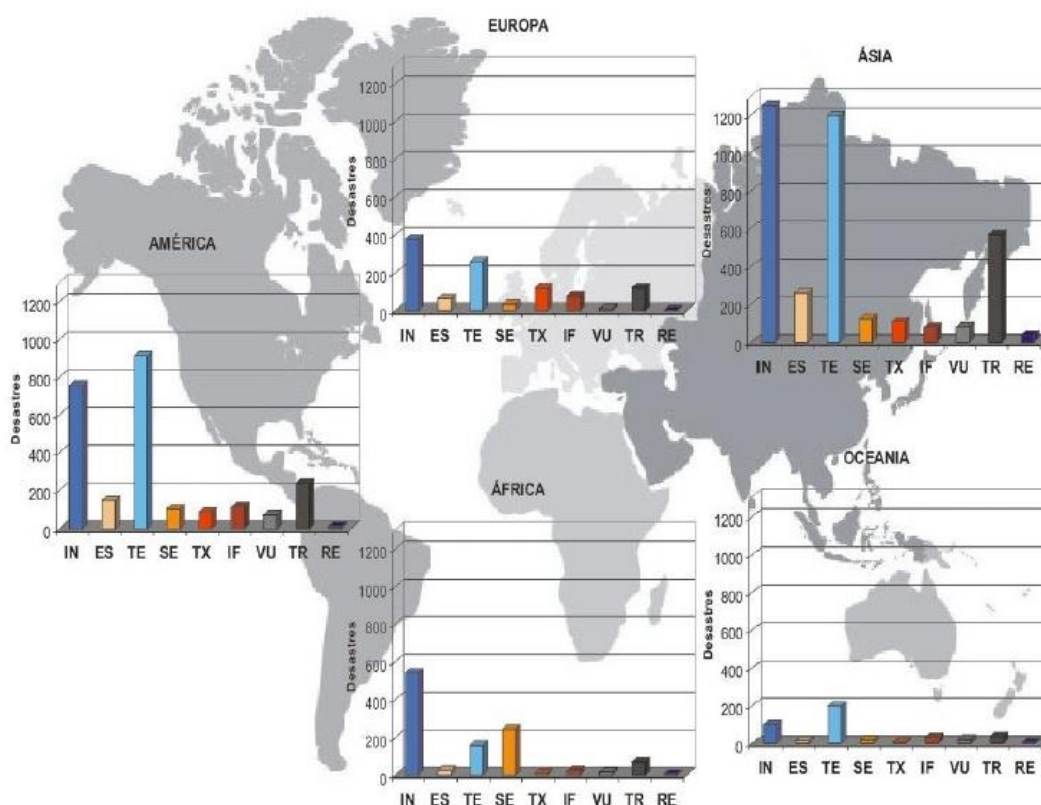 EUROPA
Desastres
1200
1000
800
600
400
200
0
IN ES TE SE TX IF VU TR RE
ÁSIA
Desastres
1200
1000
800
600
400
200
0
IN ES TE SE TX IF VU TR RE
AMÉRICA
Desastres
1200
1000
800
600
400
200
0
IN ES TE SE TX IF VU TR RE
ÁFRICA
Desastres
1200
1000
800
600
400
200
0
IN ES TE SE TX IF VU TR RE
OCEANIA
Desastres
1200
1000
800
600
400
200
0
IN ES TE SE TX IF VU TR RE